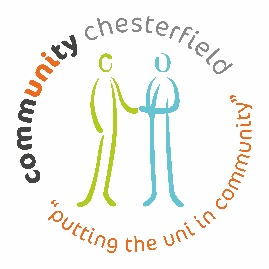 community chesterfield
"putting the uni in community"